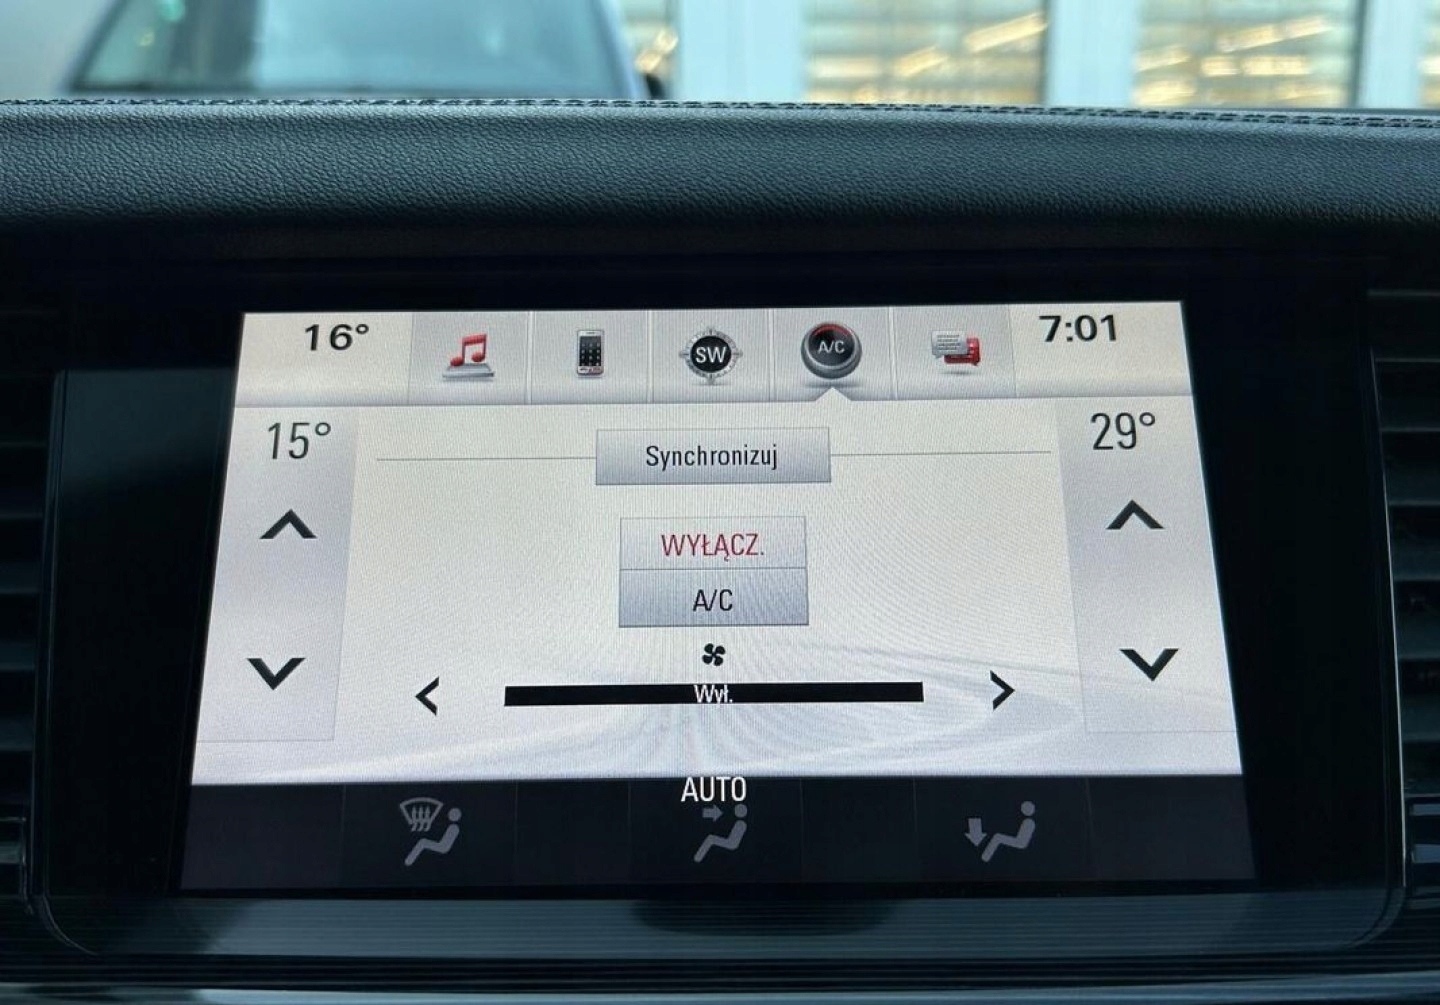 16°
SW
A/C
7:01
15°
29°
Synchronizuj
WYŁĄCZ.
A/C
Wył.
AUTO